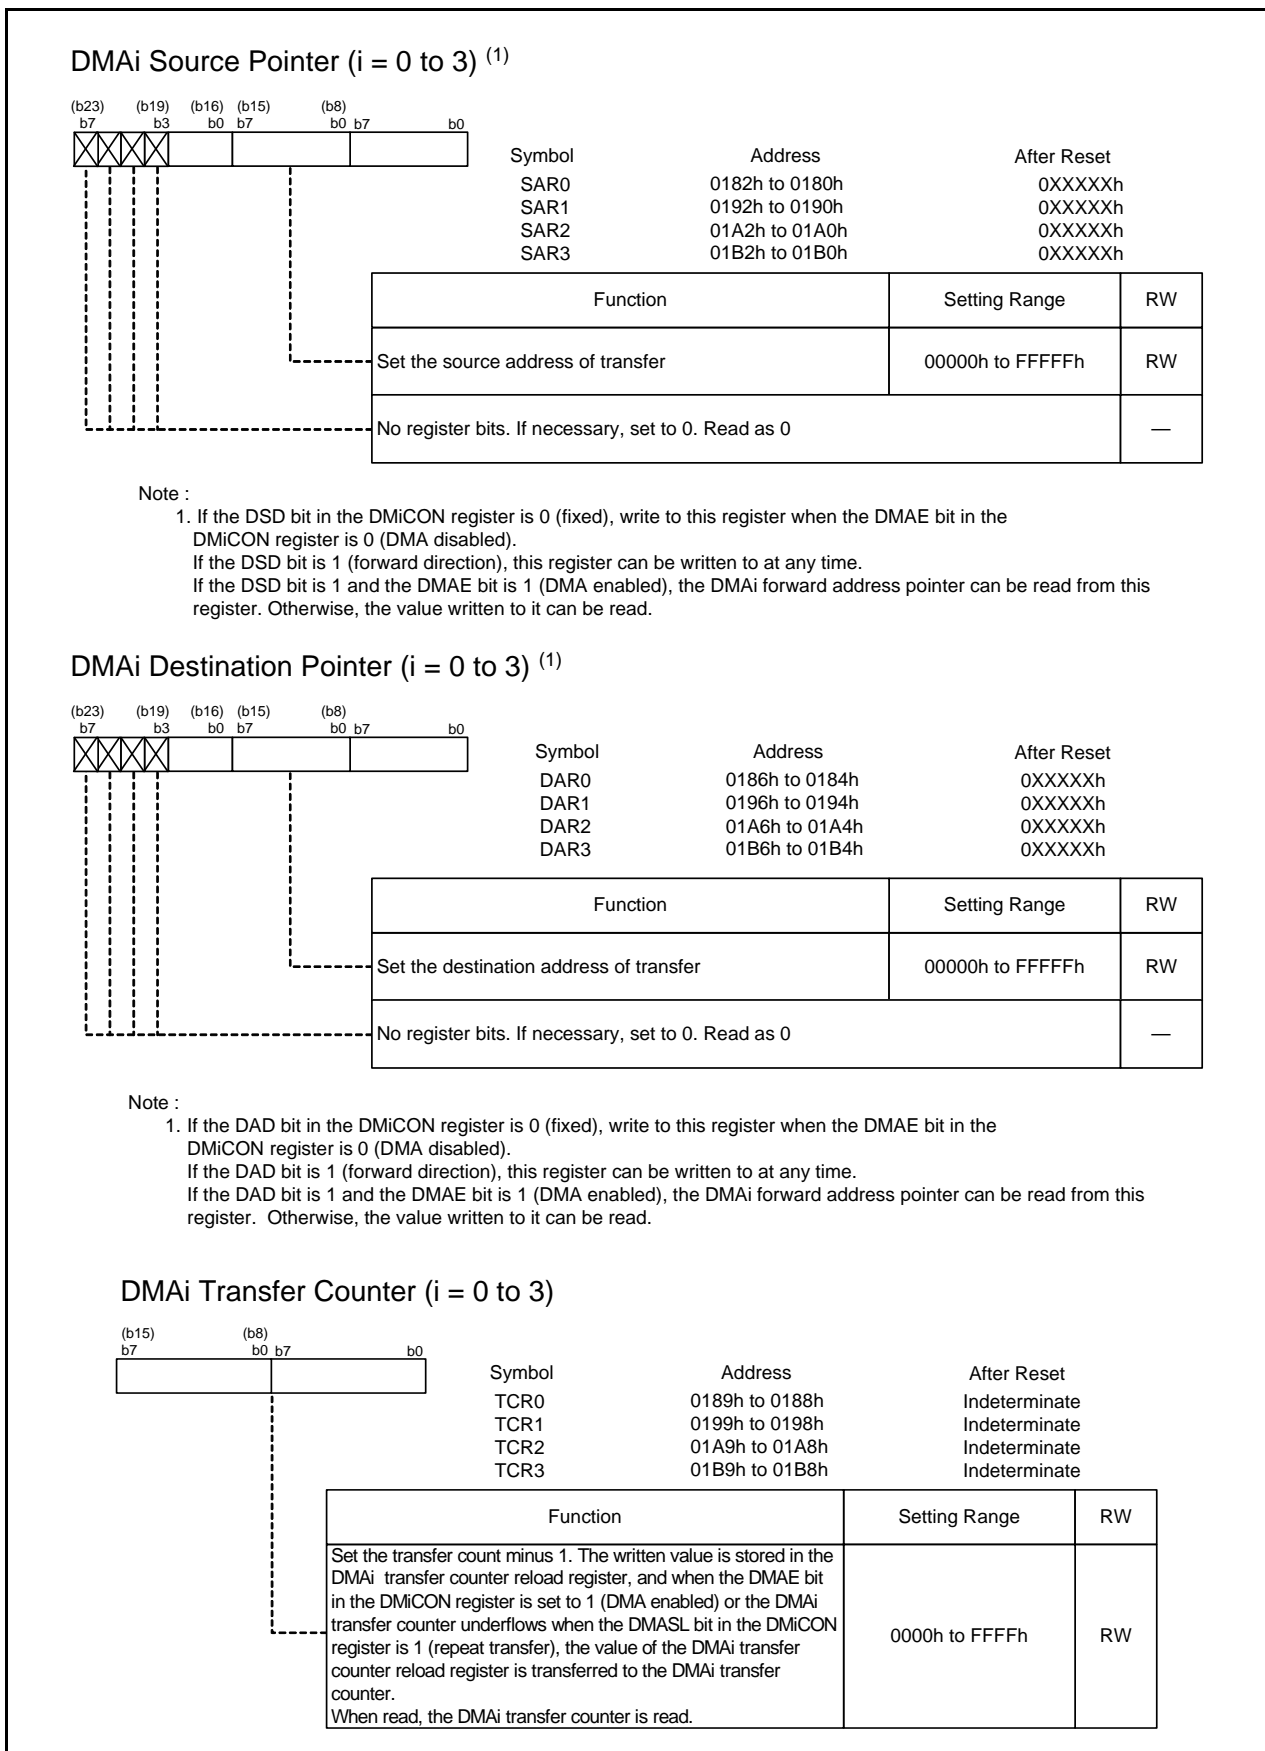 DMAi Source Pointer (i = 0 to 3) (1)
(b23) (b19) (b16) (b15) (b8)
b7 b3 b0 b7 b0 b7 b0
Symbol Address After Reset
SAR0 0182h to 0180h 0XXXXXh
SAR1 0192h to 0190h 0XXXXXh
SAR2 01A2h to 01A0h 0XXXXXh
SAR3 01B2h to 01B0h 0XXXXXh
Function Setting Range RW
Set the source address of transfer 00000h to FFFFFh RW
No register bits. If necessary, set to 0. Read as 0 —
Note :
1. If the DSD bit in the DMiCON register is 0 (fixed), write to this register when the DMAE bit in the
DMiCON register is 0 (DMA disabled).
If the DSD bit is 1 (forward direction), this register can be written to at any time.
If the DSD bit is 1 and the DMAE bit is 1 (DMA enabled), the DMAi forward address pointer can be read from this
register. Otherwise, the value written to it can be read.
DMAi Destination Pointer (i = 0 to 3) (1)
(b23) (b19) (b16) (b15) (b8)
b7 b3 b0 b7 b0 b7 b0
Symbol Address After Reset
DAR0 0186h to 0184h 0XXXXXh
DAR1 0196h to 0194h 0XXXXXh
DAR2 01A6h to 01A4h 0XXXXXh
DAR3 01B6h to 01B4h 0XXXXXh
Function Setting Range RW
Set the destination address of transfer 00000h to FFFFFh RW
No register bits. If necessary, set to 0. Read as 0 —
Note :
1. If the DAD bit in the DMiCON register is 0 (fixed), write to this register when the DMAE bit in the
DMiCON register is 0 (DMA disabled).
If the DAD bit is 1 (forward direction), this register can be written to at any time.
If the DAD bit is 1 and the DMAE bit is 1 (DMA enabled), the DMAi forward address pointer can be read from this
register. Otherwise, the value written to it can be read.
DMAi Transfer Counter (i = 0 to 3)
(b15) (b8)
b7 b0 b7 b0
Symbol Address After Reset
TCR0 0189h to 0188h Indeterminate
TCR1 0199h to 0198h Indeterminate
TCR2 01A9h to 01A8h Indeterminate
TCR3 01B9h to 01B8h Indeterminate
Function Setting Range RW
Set the transfer count minus 1. The written value is stored in the
DMAi transfer counter reload register, and when the DMAE bit
in the DMiCON register is set to 1 (DMA enabled) or the DMAi
transfer counter underflows when the DMASL bit in the DMiCON
register is 1 (repeat transfer), the value of the DMAi transfer 0000h to FFFFh RW
counter reload register is transferred to the DMAi transfer
counter.
When read, the DMAi transfer counter is read.